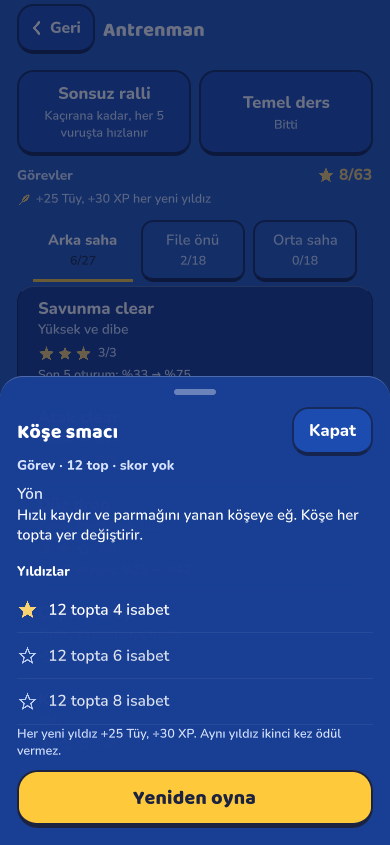 Geri
Antrenman
Sonsuz ralli
Kaçırana kadar, her 5
vuruşta hızlanır
Temel ders
Bitti
Görevler
8/63
+25 Tüy, +30 XP her yeni yıldız
Arka saha
6/27
File önü
2/18
Orta saha
0/18
Savunma clear
Yüksek ve dibe
3/3
Son 5 oturum: %33 → %75
Köşe smacı
Kapat
Görev · 12 top · skor yok
Yön
Hızlı kaydır ve parmağını yanan köşeye eğ. Köşe her
topta yer değiştirir.
Yıldızlar
12 topta 4 isabet
12 topta 6 isabet
12 topta 8 isabet
Her yeni yıldız +25 Tüy, +30 XP. Aynı yıldız ikinci kez ödül
vermez.
Yeniden oyna